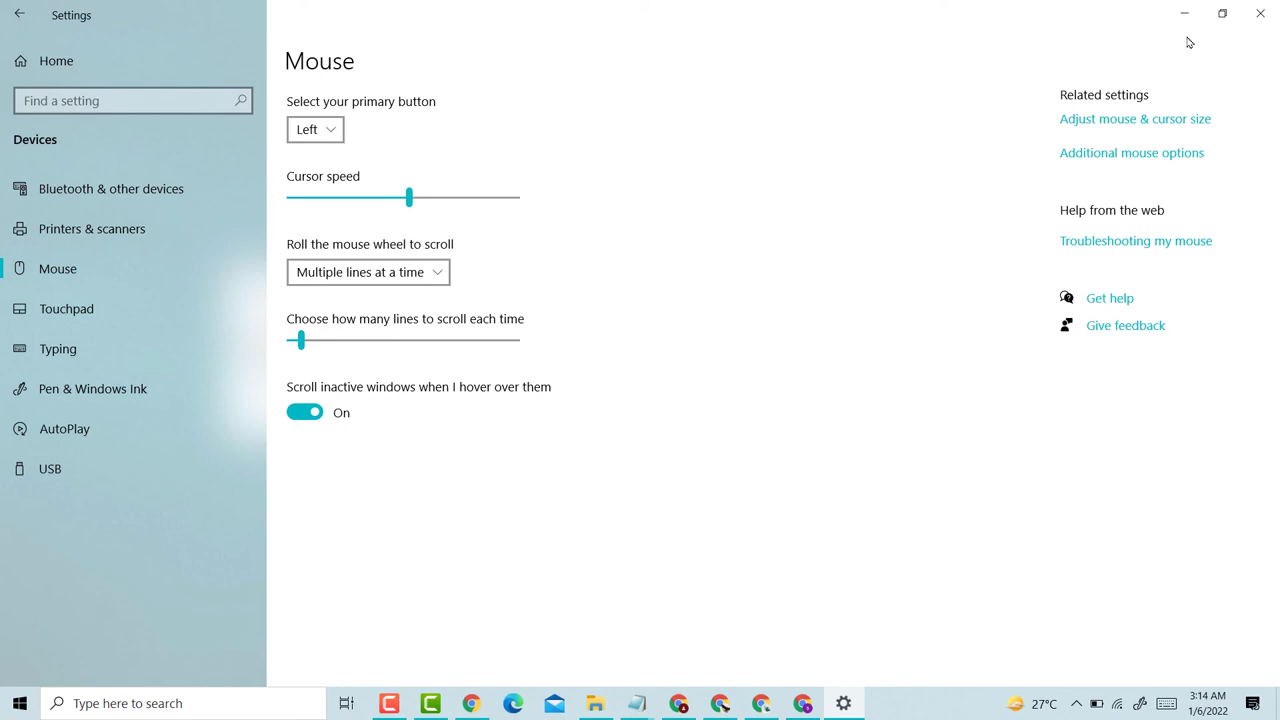 Settings
Home
Find a setting
Devices
Bluetooth & other devices
Printers & scanners
Mouse
Touchpad
Typing
Pen & Windows Ink
AutoPlay
USB
Mouse
Select your primary button
Left
Cursor speed
Roll the mouse wheel to scroll
Multiple lines at a time
Choose how many lines to scroll each time
Scroll inactive windows when I hover over them
On
Related settings
Adjust mouse & cursor size
Additional mouse options
Help from the web
Troubleshooting my mouse
Get help
Give feedback
Type here to search
27°C
3:14 AM
1/6/2022